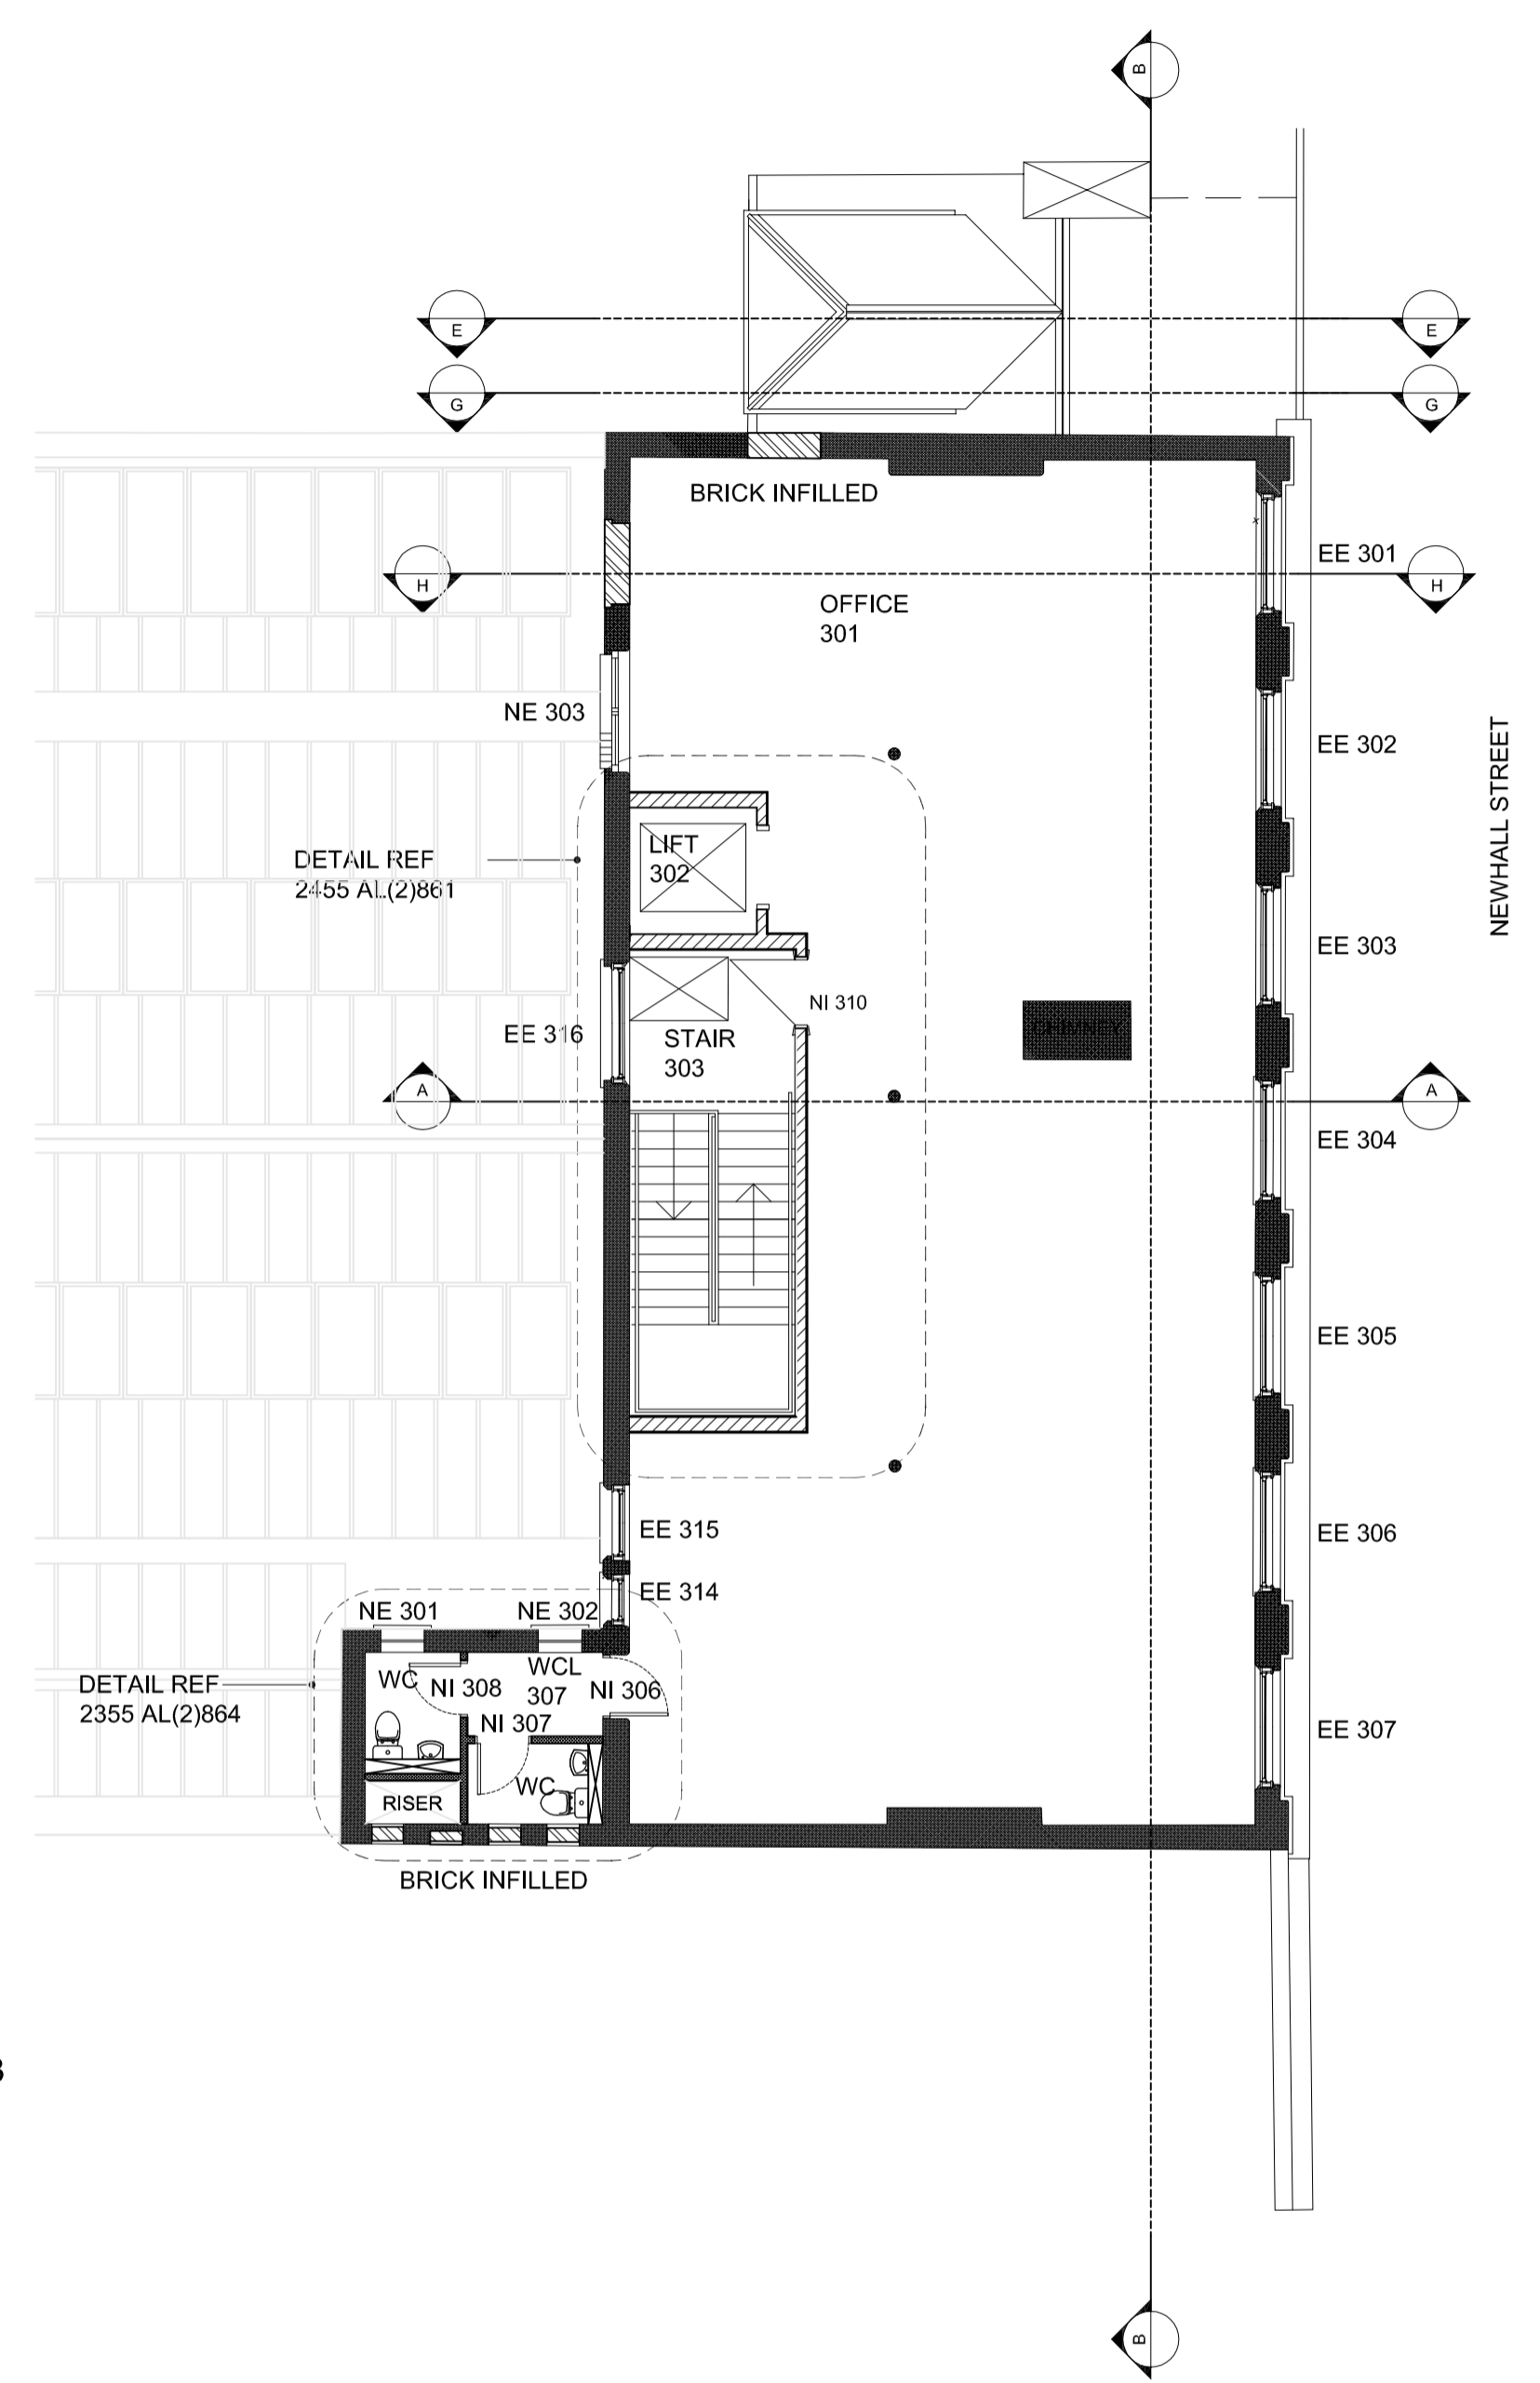 B
E
E
G
G
BRICK INFILLED
EE 301
H
H
OFFICE
301
NE 303
EE 302
NEWHALL STREET
LIFT
302
DETAIL REF
2455 AL(2)861
EE 303
NI 310
EE 316
STAIR
303
CHIMNEY
A
A
EE 304
EE 305
EE 315
EE 306
EE 314
NE 301
NE 302
WC
WCL
307
NI 308
NI 306
DETAIL REF
2355 AL(2)864
NI 307
EE 307
WC
RISER
BRICK INFILLED
B